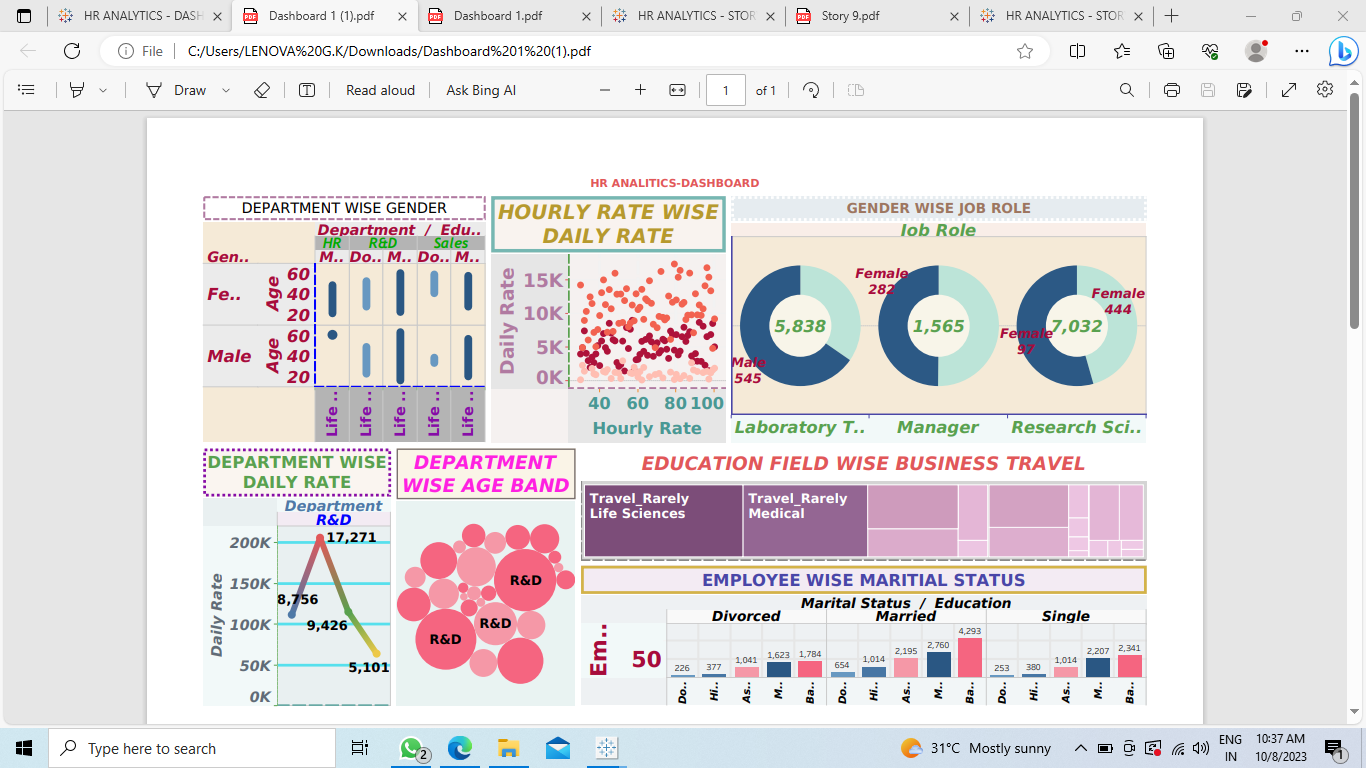 HR ANALYTICS - DASH
Dashboard 1 (1).pdf
Dashboard 1.pdf
HR ANALYTICS - STOR
Story 9.pdf
HR ANALYTICS - STOR
File
C:/Users/LENOVA%20G.K/Downloads/Dashboard%201%20(1).pdf
Draw
Read aloud
Ask Bing AI
1
of 1
HR ANALITICS-DASHBOARD
DEPARTMENT WISE GENDER
Department / Edu..
HR R&D Sales
Gen.. M.. Do.. M.. Do.. M..
Fe..
Age
60
40
20
Male
Age
60
40
20
Life .. Life .. Life .. Life .. Life ..
HOURLY RATE WISE
DAILY RATE
Daily Rate
15K
10K
5K
0K
40 60 80 100
Hourly Rate
GENDER WISE JOB ROLE
Job Role
Female
282
Female
444
5,838
1,565
7,032
Female
97
Male
545
Laboratory T.. Manager Research Sci..
DEPARTMENT WISE
DAILY RATE
Department
R&D
Daily Rate
200K
150K
100K
50K
0K
17,271
8,756
9,426
5,101
DEPARTMENT
WISE AGE BAND
R&D
R&D
R&D
EDUCATION FIELD WISE BUSINESS TRAVEL
Travel_Rarely
Life Sciences
Travel_Rarely
Medical
EMPLOYEE WISE MARITIAL STATUS
Marital Status / Education
Divorced Married Single
Em..
50
226 377 1,041 1,623 1,784 654 1,014 2,195 2,760 4,293 253 380 1,014 2,207 2,341
Do.. Hi.. As.. M.. Ba.. Do.. Hi.. As.. M.. Ba.. Do.. Hi.. As.. M.. Ba..
Type here to search
2
31°C Mostly sunny
ENG
IN
10:37 AM
10/8/2023
1